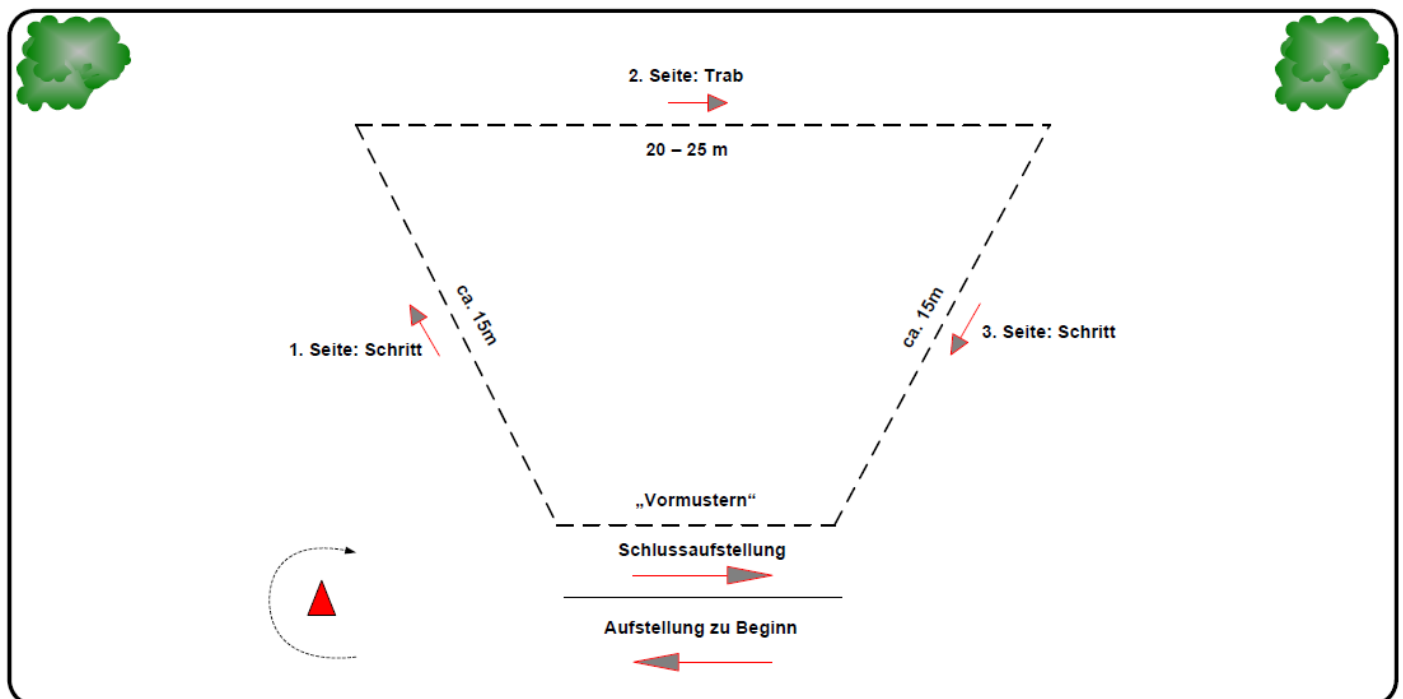 2. Seite: Trab
20 – 25 m
ca. 15m
ca. 15m
1. Seite: Schritt
3. Seite: Schritt
„Vormustern“
Schlussaufstellung
Aufstellung zu Beginn